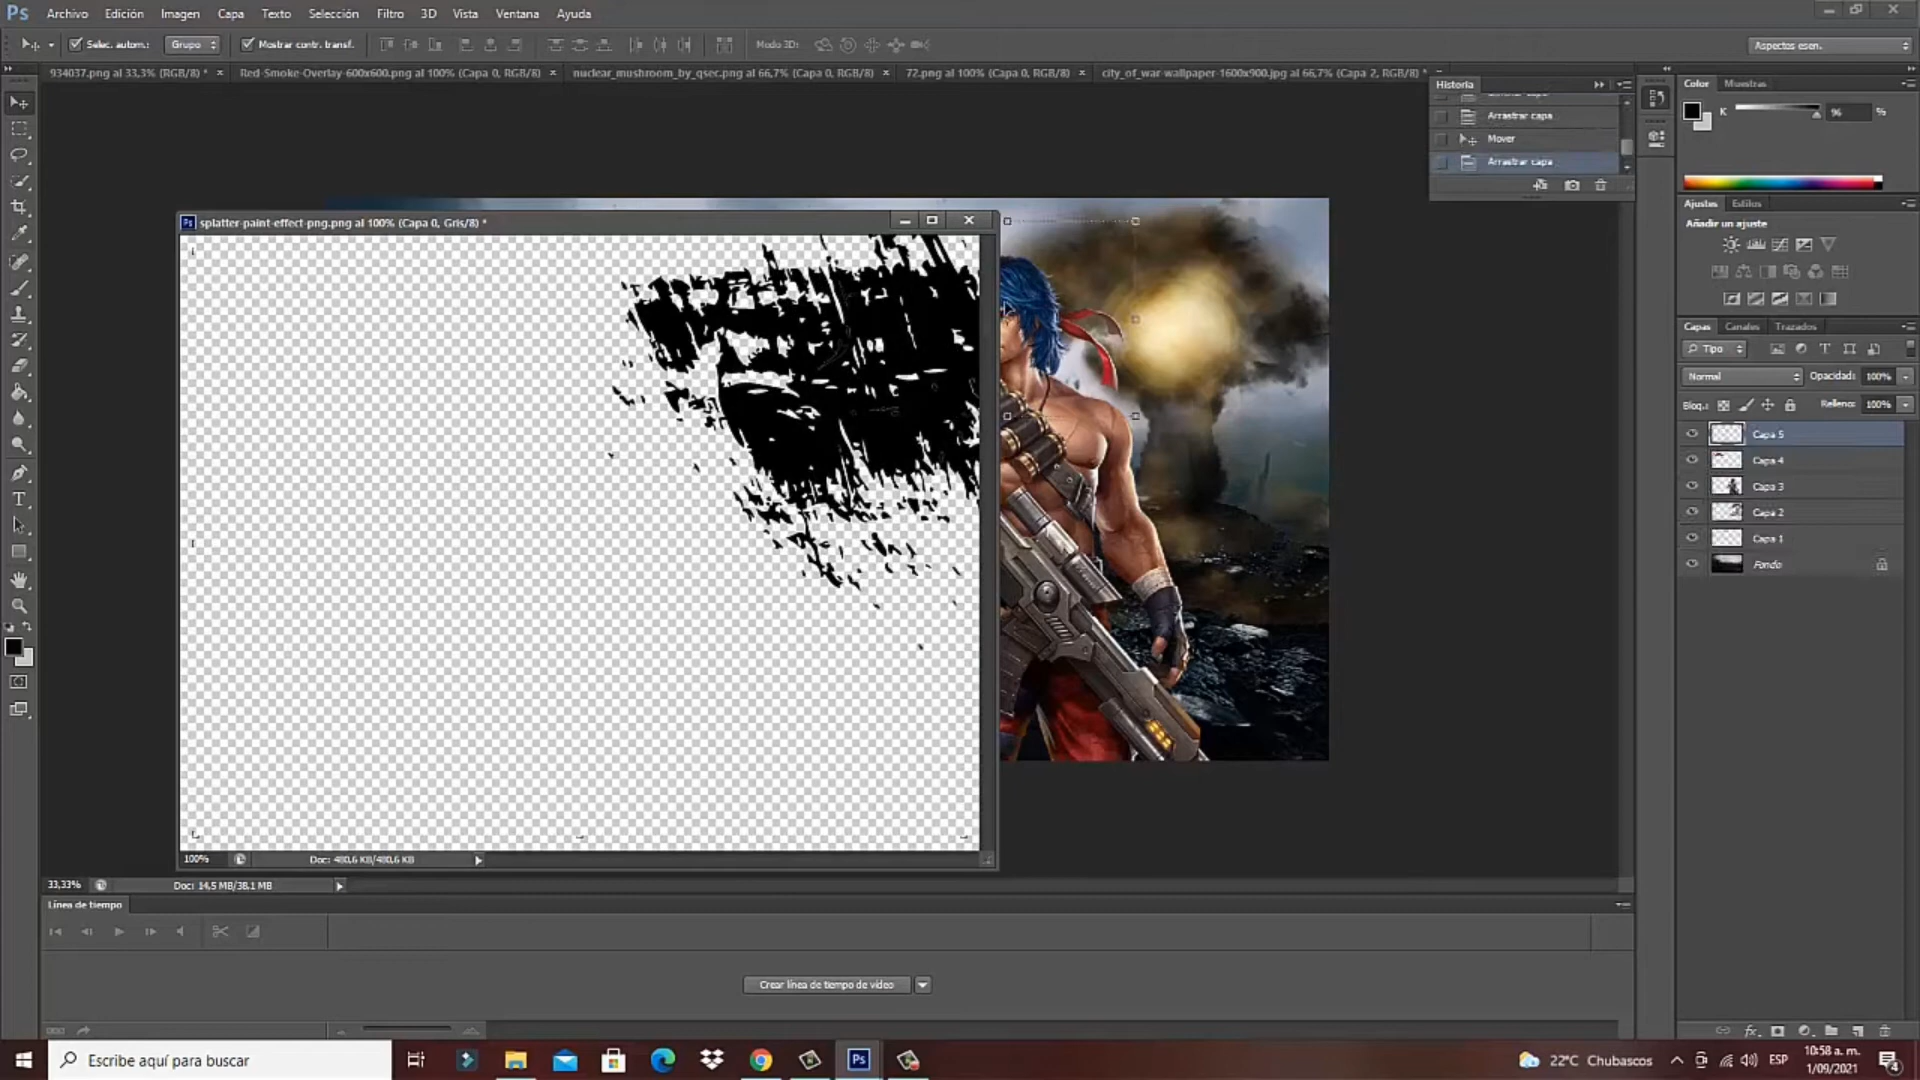 Ps Archivo Edición Imagen Capa Texto Selección Filtro 3D Vista Ventana Ayuda
Selec. autom.: Grupo Mostrar contr. transf. Modo 3D: Aspectos esen.
934037.png al 33,3% (RGB/8) * × Red-Smoke-Overlay-600x600.png al 100% (Capa 0, RGB/8) × nuclear_mushroom_by_qsec.png al 66,7% (Capa 0, RGB/8) × 72.png al 100% (Capa 0, RGB/8) × city_of_war-wallpaper-1600x900.jpg al 66,7% (Capa 2, RGB/8) *
Historia
Arrastrar capa
Mover
Arrastrar capa
Color Muestras
K 96 %
Ajustes Estilos
Añadir un ajuste
Capas Canales Trazados
Tipo
Normal Opacidad: 100%
Bloq.: Relleno: 100%
Capa 5
Capa 4
Capa 3
Capa 2
Capa 1
Fondo
Ps splatter-paint-effect-png.png al 100% (Capa 0, Gris/8) *
100% Doc: 480,6 KB/480,6 KB
33,33% Doc: 14,5 MB/38,1 MB
Línea de tiempo
Crear línea de tiempo de vídeo
Escribe aquí para buscar
Ps
22°C Chubascos ESP
10:58 a. m.
1/09/2021
4